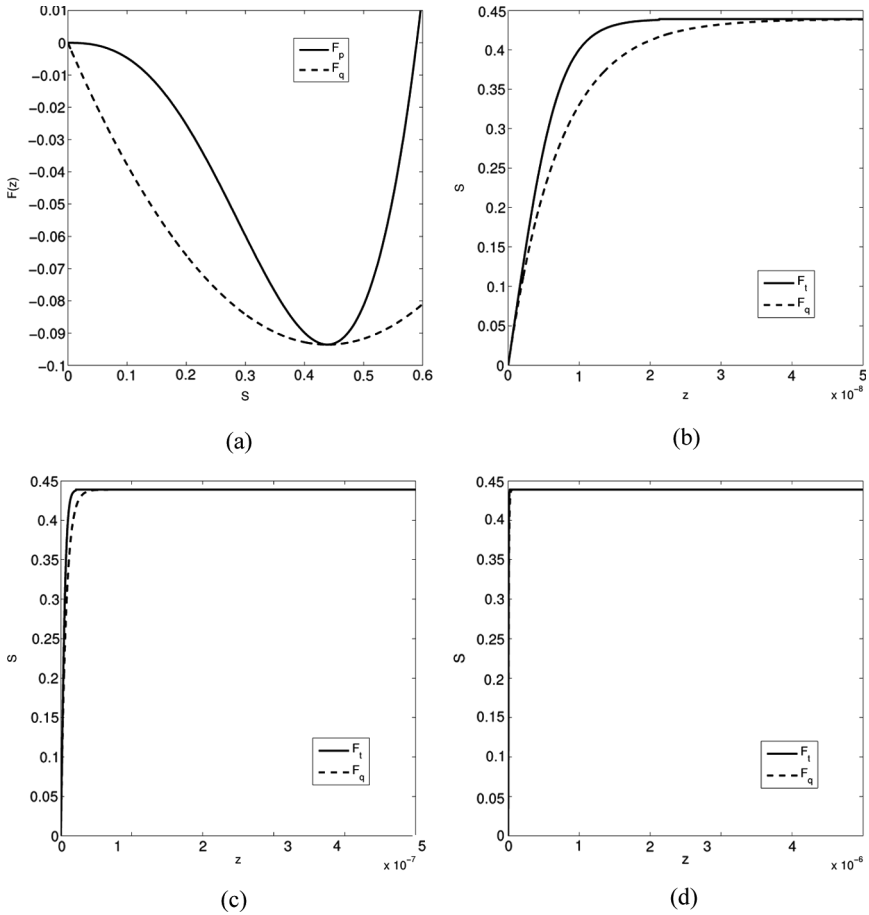 0.01
0
−0.01
−0.02
−0.03
−0.04
−0.05
−0.06
−0.07
−0.08
−0.09
−0.1
F(z)
0 0.1 0.2 0.3 0.4 0.5 0.6
S
F_p
F_q
(a)
0.45
0.4
0.35
0.3
0.25
0.2
0.15
0.1
0.05
0
S
0 1 2 3 4 5
z
x 10^-8
F_t
F_q
(b)
0.45
0.4
0.35
0.3
0.25
0.2
0.15
0.1
0.05
0
S
0 1 2 3 4 5
z
x 10^-7
F_t
F_q
(c)
0.45
0.4
0.35
0.3
0.25
0.2
0.15
0.1
0.05
0
S
0 1 2 3 4 5
z
x 10^-6
F_t
F_q
(d)